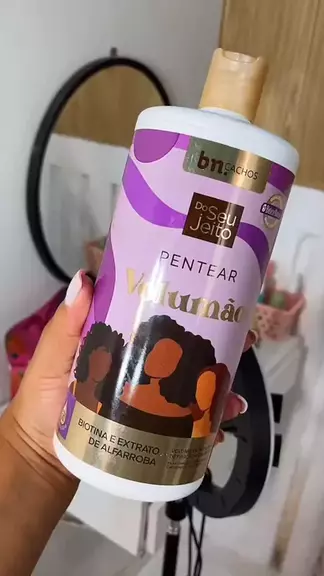 bn.CACHOS
Do Seu
Jeito
PENTEAR
Volumão
BIOTINA E EXTRATO
DE ALFARROBA